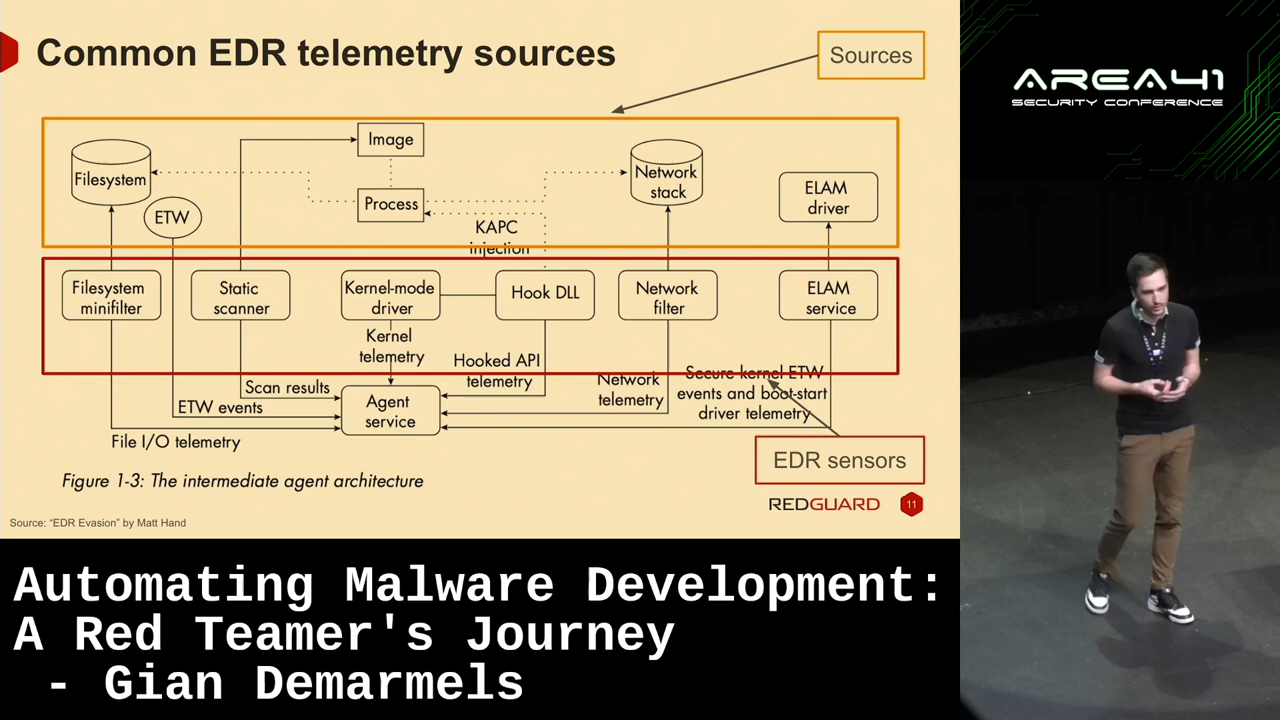 Common EDR telemetry sources
Sources
AREA41
SECURITY CONFERENCE
Image
Filesystem
Network
stack
Process
ETW
ELAM
driver
KAPC
injection
Filesystem
minifilter
Static
scanner
Kernel-mode
driver
Hook DLL
Network
filter
ELAM
service
Kernel
telemetry
Hooked API
telemetry
Network
telemetry
Secure kernel ETW
events and boot-start
driver telemetry
Scan results
ETW events
File I/O telemetry
Agent
service
EDR sensors
Figure 1-3: The intermediate agent architecture
REDGUARD
11
Source: “EDR Evasion” by Matt Hand
Automating Malware Development:
A Red Teamer's Journey
- Gian Demarmels